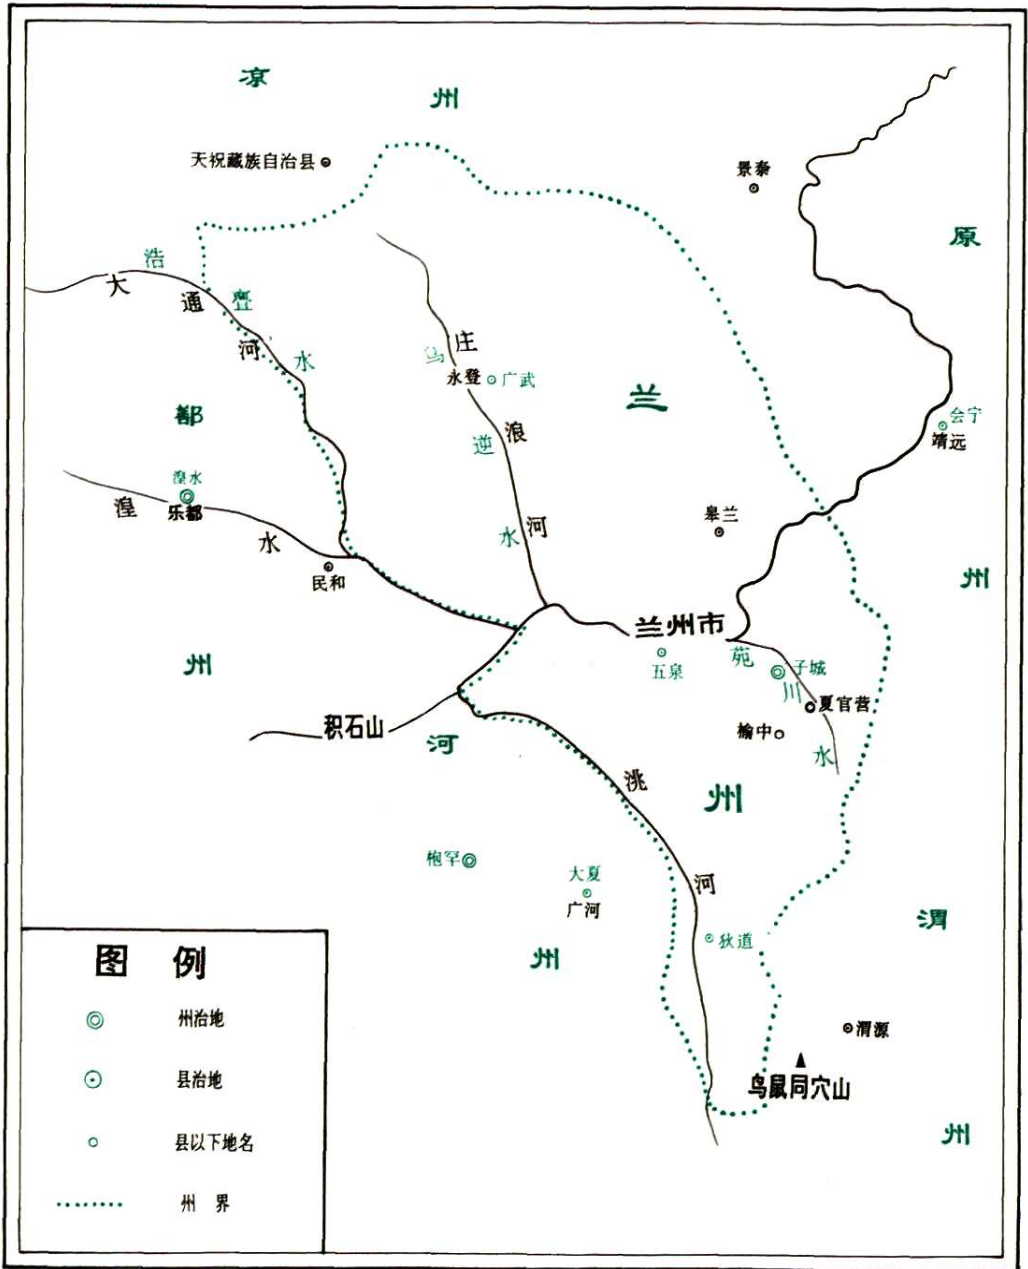 凉州
天祝藏族自治县
景泰
原州
浩亹水
大通河
庄浪河
乌逆水
永登
广武
兰州
鄯州
会宁
靖远
湟水
乐都
湟水
民和
皋兰
兰州市
五泉
苑川水
子城
夏官营
榆中
积石山
河州
洮河
枹罕
大夏
广河
狄道
渭州
渭源
鸟鼠同穴山
图例
州治地
县治地
县以下地名
州界